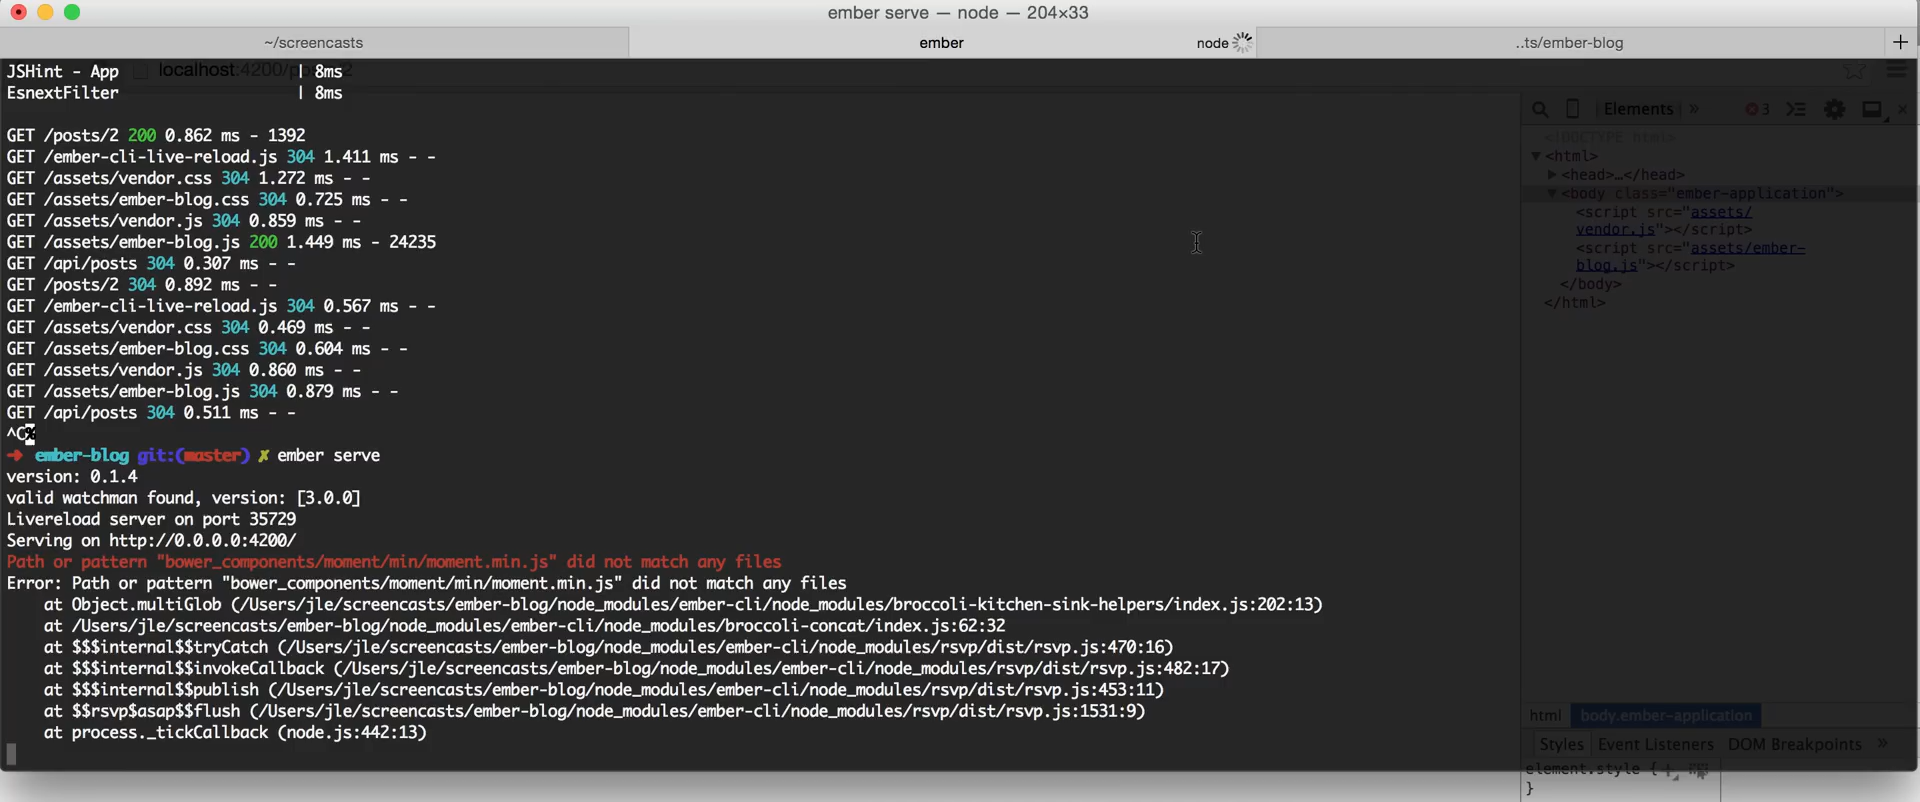 ember serve — node — 204×33
~/screencasts
ember
node
..ts/ember-blog
JSHint - App | 8ms
EsnextFilter | 8ms
GET /posts/2 200 0.862 ms - 1392
GET /ember-cli-live-reload.js 304 1.411 ms - -
GET /assets/vendor.css 304 1.272 ms - -
GET /assets/ember-blog.css 304 0.725 ms - -
GET /assets/vendor.js 304 0.859 ms - -
GET /assets/ember-blog.js 200 1.449 ms - 24235
GET /api/posts 304 0.307 ms - -
GET /posts/2 304 0.892 ms - -
GET /ember-cli-live-reload.js 304 0.567 ms - -
GET /assets/vendor.css 304 0.469 ms - -
GET /assets/ember-blog.css 304 0.604 ms - -
GET /assets/vendor.js 304 0.860 ms - -
GET /assets/ember-blog.js 304 0.879 ms - -
GET /api/posts 304 0.511 ms - -
^C%
➜ ember-blog git:(master) ✗ ember serve
version: 0.1.4
valid watchman found, version: [3.0.0]
Livereload server on port 35729
Serving on http://0.0.0.0:4200/
Path or pattern "bower_components/moment/min/moment.min.js" did not match any files
Error: Path or pattern "bower_components/moment/min/moment.min.js" did not match any files
at Object.multiGlob (/Users/jle/screencasts/ember-blog/node_modules/ember-cli/node_modules/broccoli-kitchen-sink-helpers/index.js:202:13)
at /Users/jle/screencasts/ember-blog/node_modules/ember-cli/node_modules/broccoli-concat/index.js:62:32
at $$$internal$$tryCatch (/Users/jle/screencasts/ember-blog/node_modules/ember-cli/node_modules/rsvp/dist/rsvp.js:470:16)
at $$$internal$$invokeCallback (/Users/jle/screencasts/ember-blog/node_modules/ember-cli/node_modules/rsvp/dist/rsvp.js:482:17)
at $$$internal$$publish (/Users/jle/screencasts/ember-blog/node_modules/ember-cli/node_modules/rsvp/dist/rsvp.js:453:11)
at $$rsvp$asap$$flush (/Users/jle/screencasts/ember-blog/node_modules/ember-cli/node_modules/rsvp/dist/rsvp.js:1531:9)
at process._tickCallback (node.js:442:13)
Elements » 3
<!DOCTYPE html>
▼<html>
▶<head>…</head>
▼<body class="ember-application">
<script src="assets/
vendor.js"></script>
<script src="assets/ember-
blog.js"></script>
</body>
</html>
html body.ember-application
Styles Event Listeners DOM Breakpoints »
element.style {
}